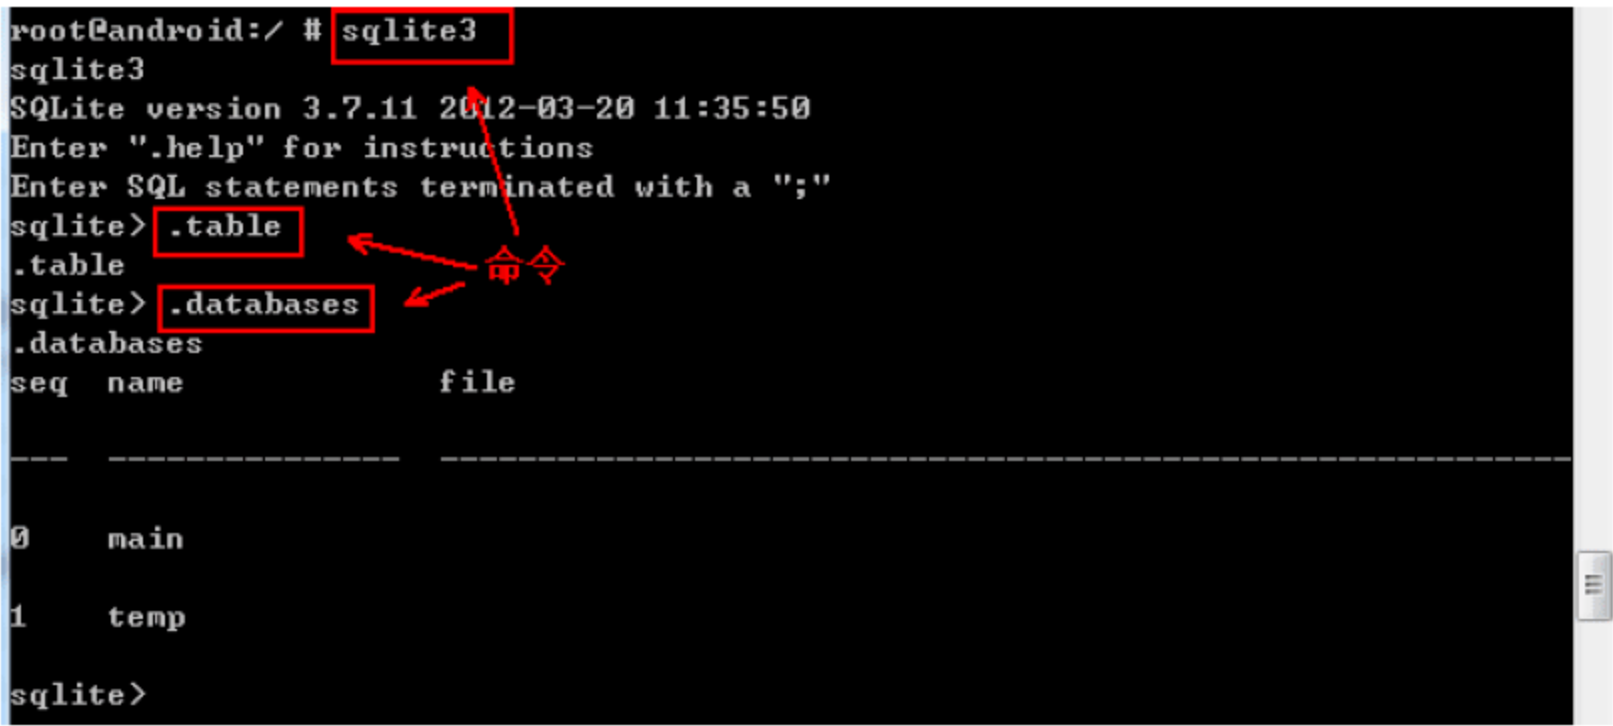 root@android:/ # sqlite3
sqlite3
SQLite version 3.7.11 2012-03-20 11:35:50
Enter ".help" for instructions
Enter SQL statements terminated with a ";"
sqlite> .table
命令
.table
sqlite> .databases
.databases
seq  name             file
---  ---------------  ----------------------------------------------------------
0    main
1    temp
sqlite>